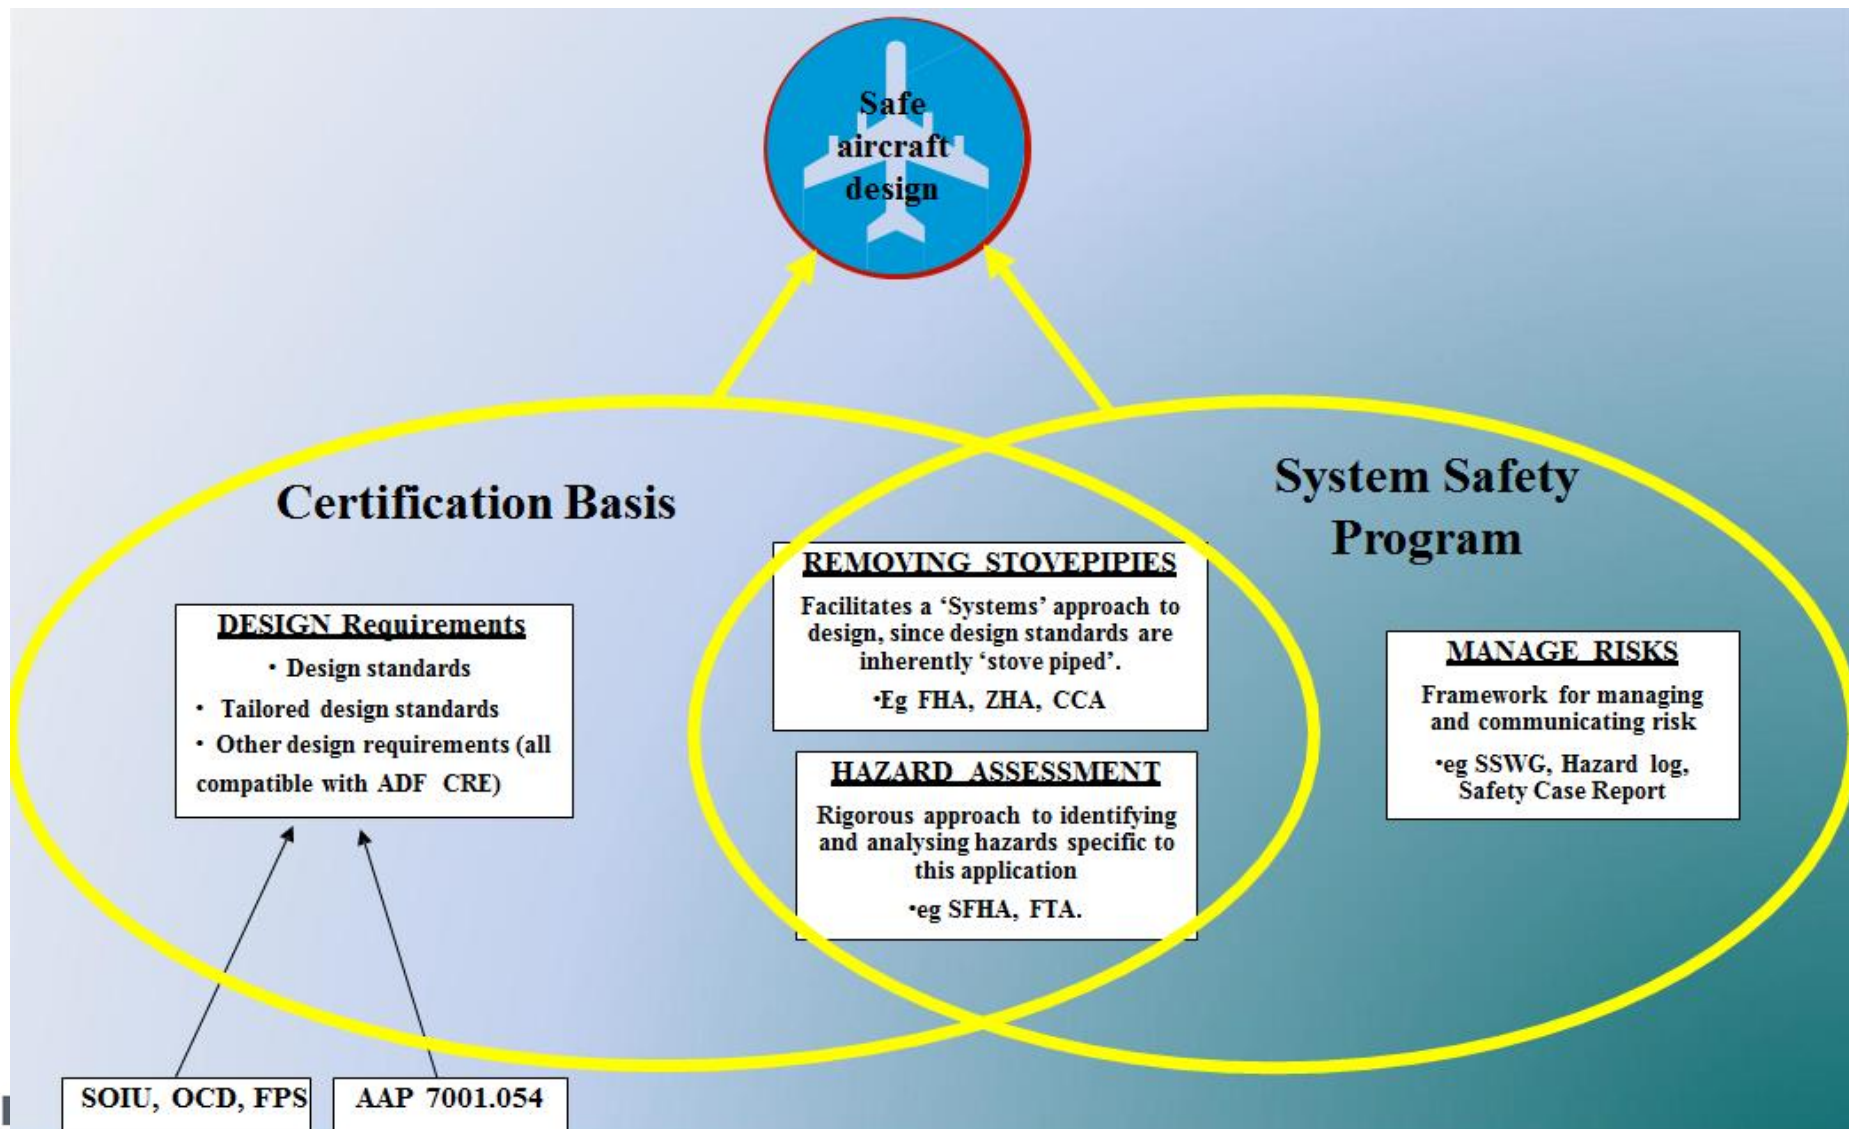 Safe
aircraft
design
Certification Basis
System Safety
Program
DESIGN Requirements
• Design standards
• Tailored design standards
• Other design requirements (all
compatible with ADF CRE)
REMOVING STOVEPIPIES
Facilitates a ‘Systems’ approach to
design, since design standards are
inherently ‘stove piped’.
•Eg FHA, ZHA, CCA
HAZARD ASSESSMENT
Rigorous approach to identifying
and analysing hazards specific to
this application
•eg SFHA, FTA.
MANAGE RISKS
Framework for managing
and communicating risk
•eg SSWG, Hazard log,
Safety Case Report
SOIU, OCD, FPS
AAP 7001.054